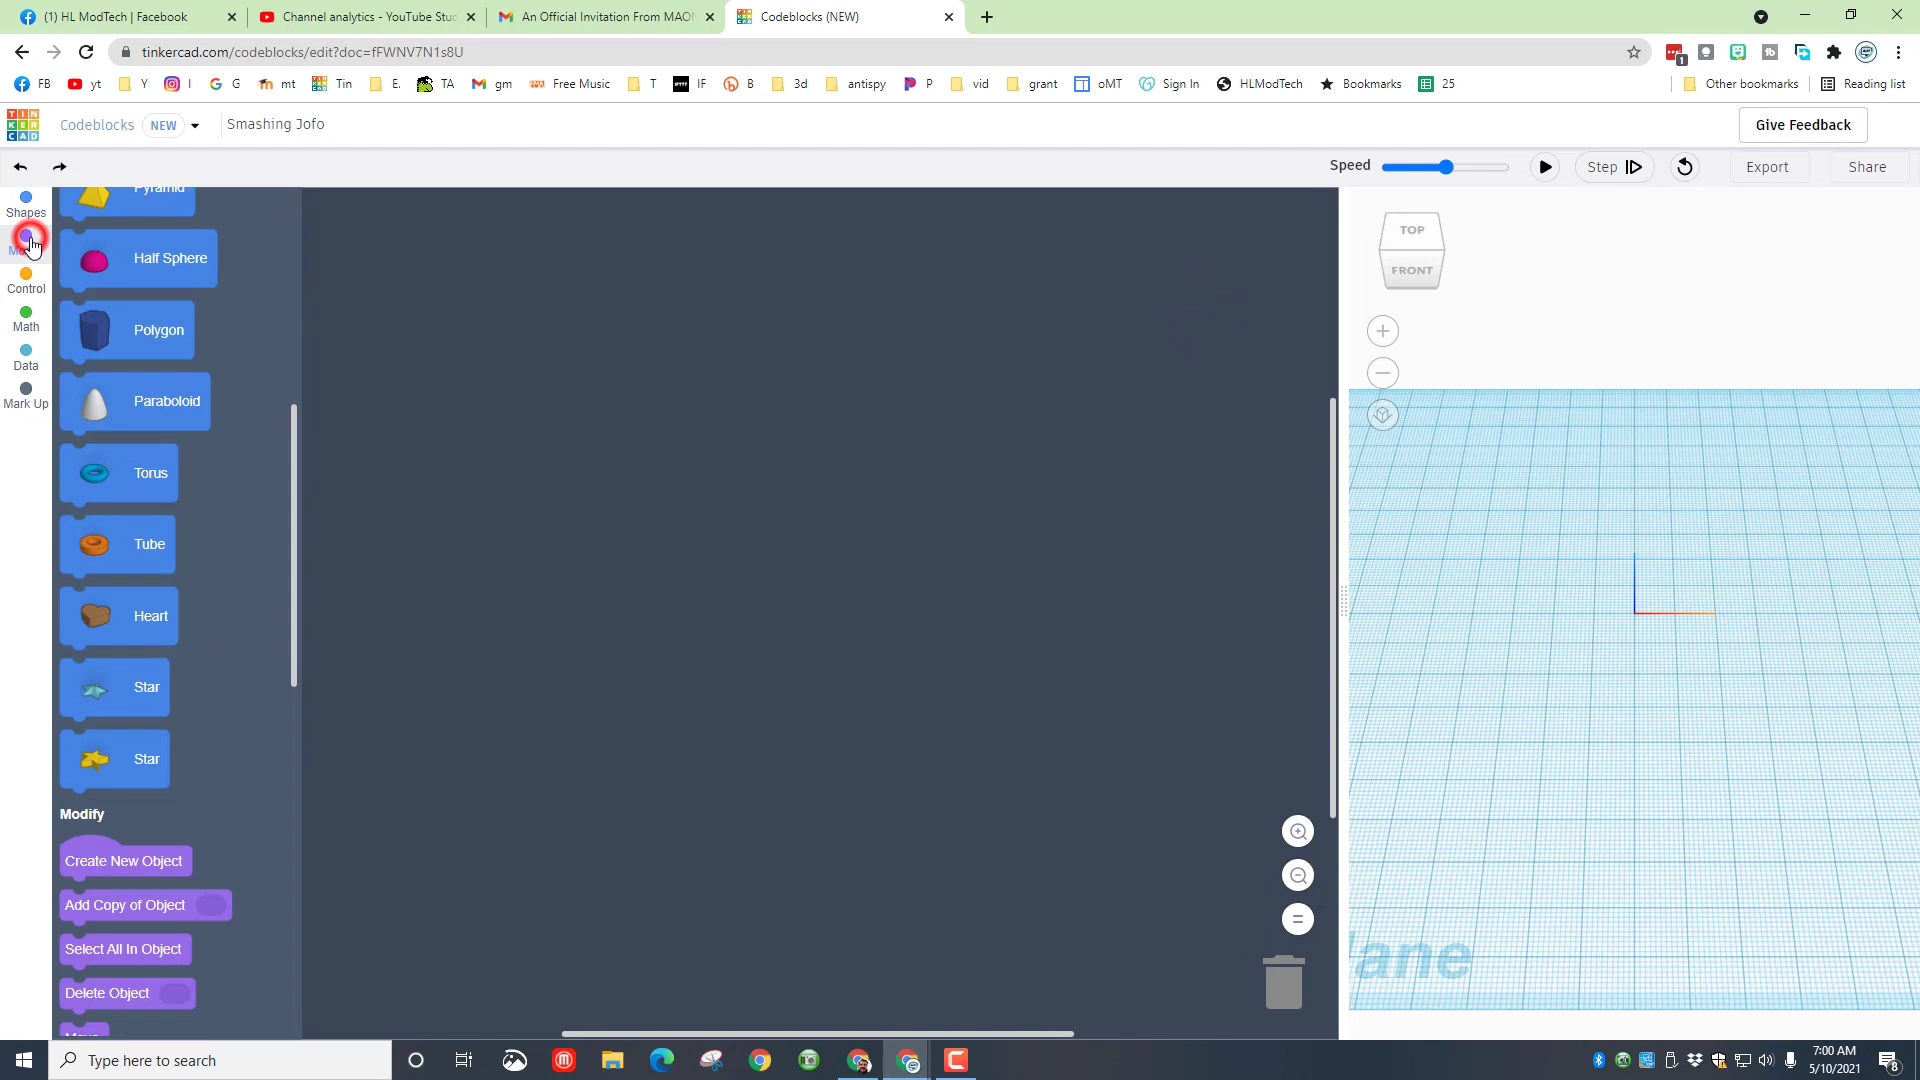 (1) HL ModTech | Facebook
Channel analytics - YouTube Stu
An Official Invitation From MAON
Codeblocks (NEW)
tinkercad.com/codeblocks/edit?doc=fFWNV7N1s8U
1
FB
yt
Y
I
G
mt
Tin
E.
TA
gm
Free Music
T
IF
B
3d
antispy
P
vid
grant
oMT
Sign In
HLModTech
Bookmarks
25
Other bookmarks
Reading list
TIN
KER
CAD
Codeblocks
NEW
Smashing Jofo
Give Feedback
Speed
Step
Export
Share
Shapes
Control
Math
Data
Mark Up
Pyramid
Half Sphere
Polygon
Paraboloid
Torus
Tube
Heart
Star
Star
Modify
Create New Object
Add Copy of Object
Select All In Object
Delete Object
Move
TOP
FRONT
lane
Type here to search
7:00 AM
5/10/2021
8